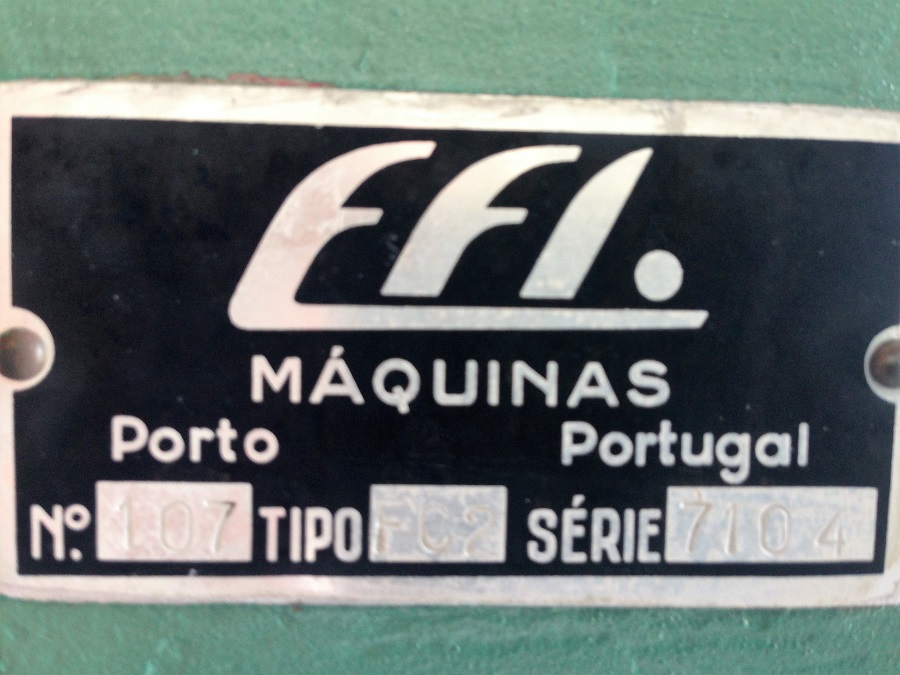 EFI.
MÁQUINAS
Porto Portugal
Nº. 107 TIPO FC2 SÉRIE 7104